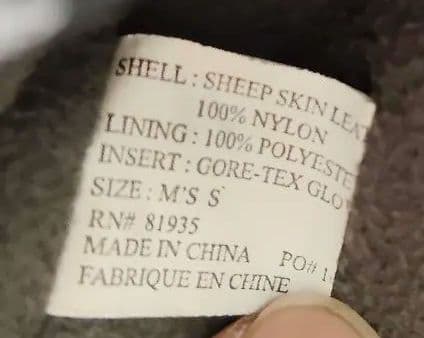 SHELL : SHEEP SKIN LEAT
100% NYLON
LINING : 100% POLYESTE
INSERT : GORE-TEX GLO
SIZE : M'S S
RN# 81935
MADE IN CHINA PO# 1
FABRIQUE EN CHINE